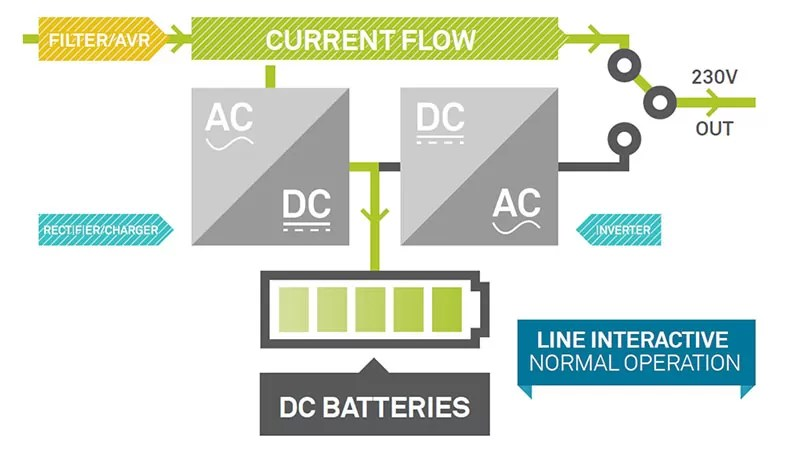 FILTER/AVR
CURRENT FLOW
230V
OUT
AC
DC
DC
AC
RECTIFIER/CHARGER
INVERTER
LINE INTERACTIVE
NORMAL OPERATION
DC BATTERIES